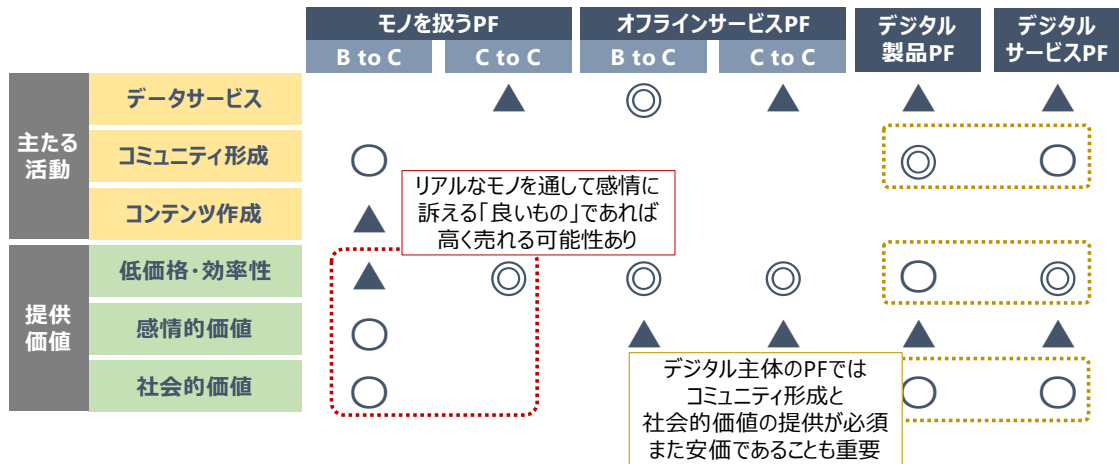 モノを扱うPF オフラインサービスPF デジタル
製品PF デジタル
サービスPF
B to C C to C B to C C to C
主たる
活動
データサービス ▲ ◎ ▲ ▲ ▲
コミュニティ形成 ○ ◎ ○
コンテンツ作成 ▲
リアルなモノを通して感情に
訴える「良いもの」であれば
高く売れる可能性あり
提供
価値
低価格・効率性 ▲ ◎ ◎ ◎ ○ ◎
感情的価値 ○ ▲ ▲ ▲ ▲
社会的価値 ○ ○ ○
デジタル主体のPFでは
コミュニティ形成と
社会的価値の提供が必須
また安価であることも重要